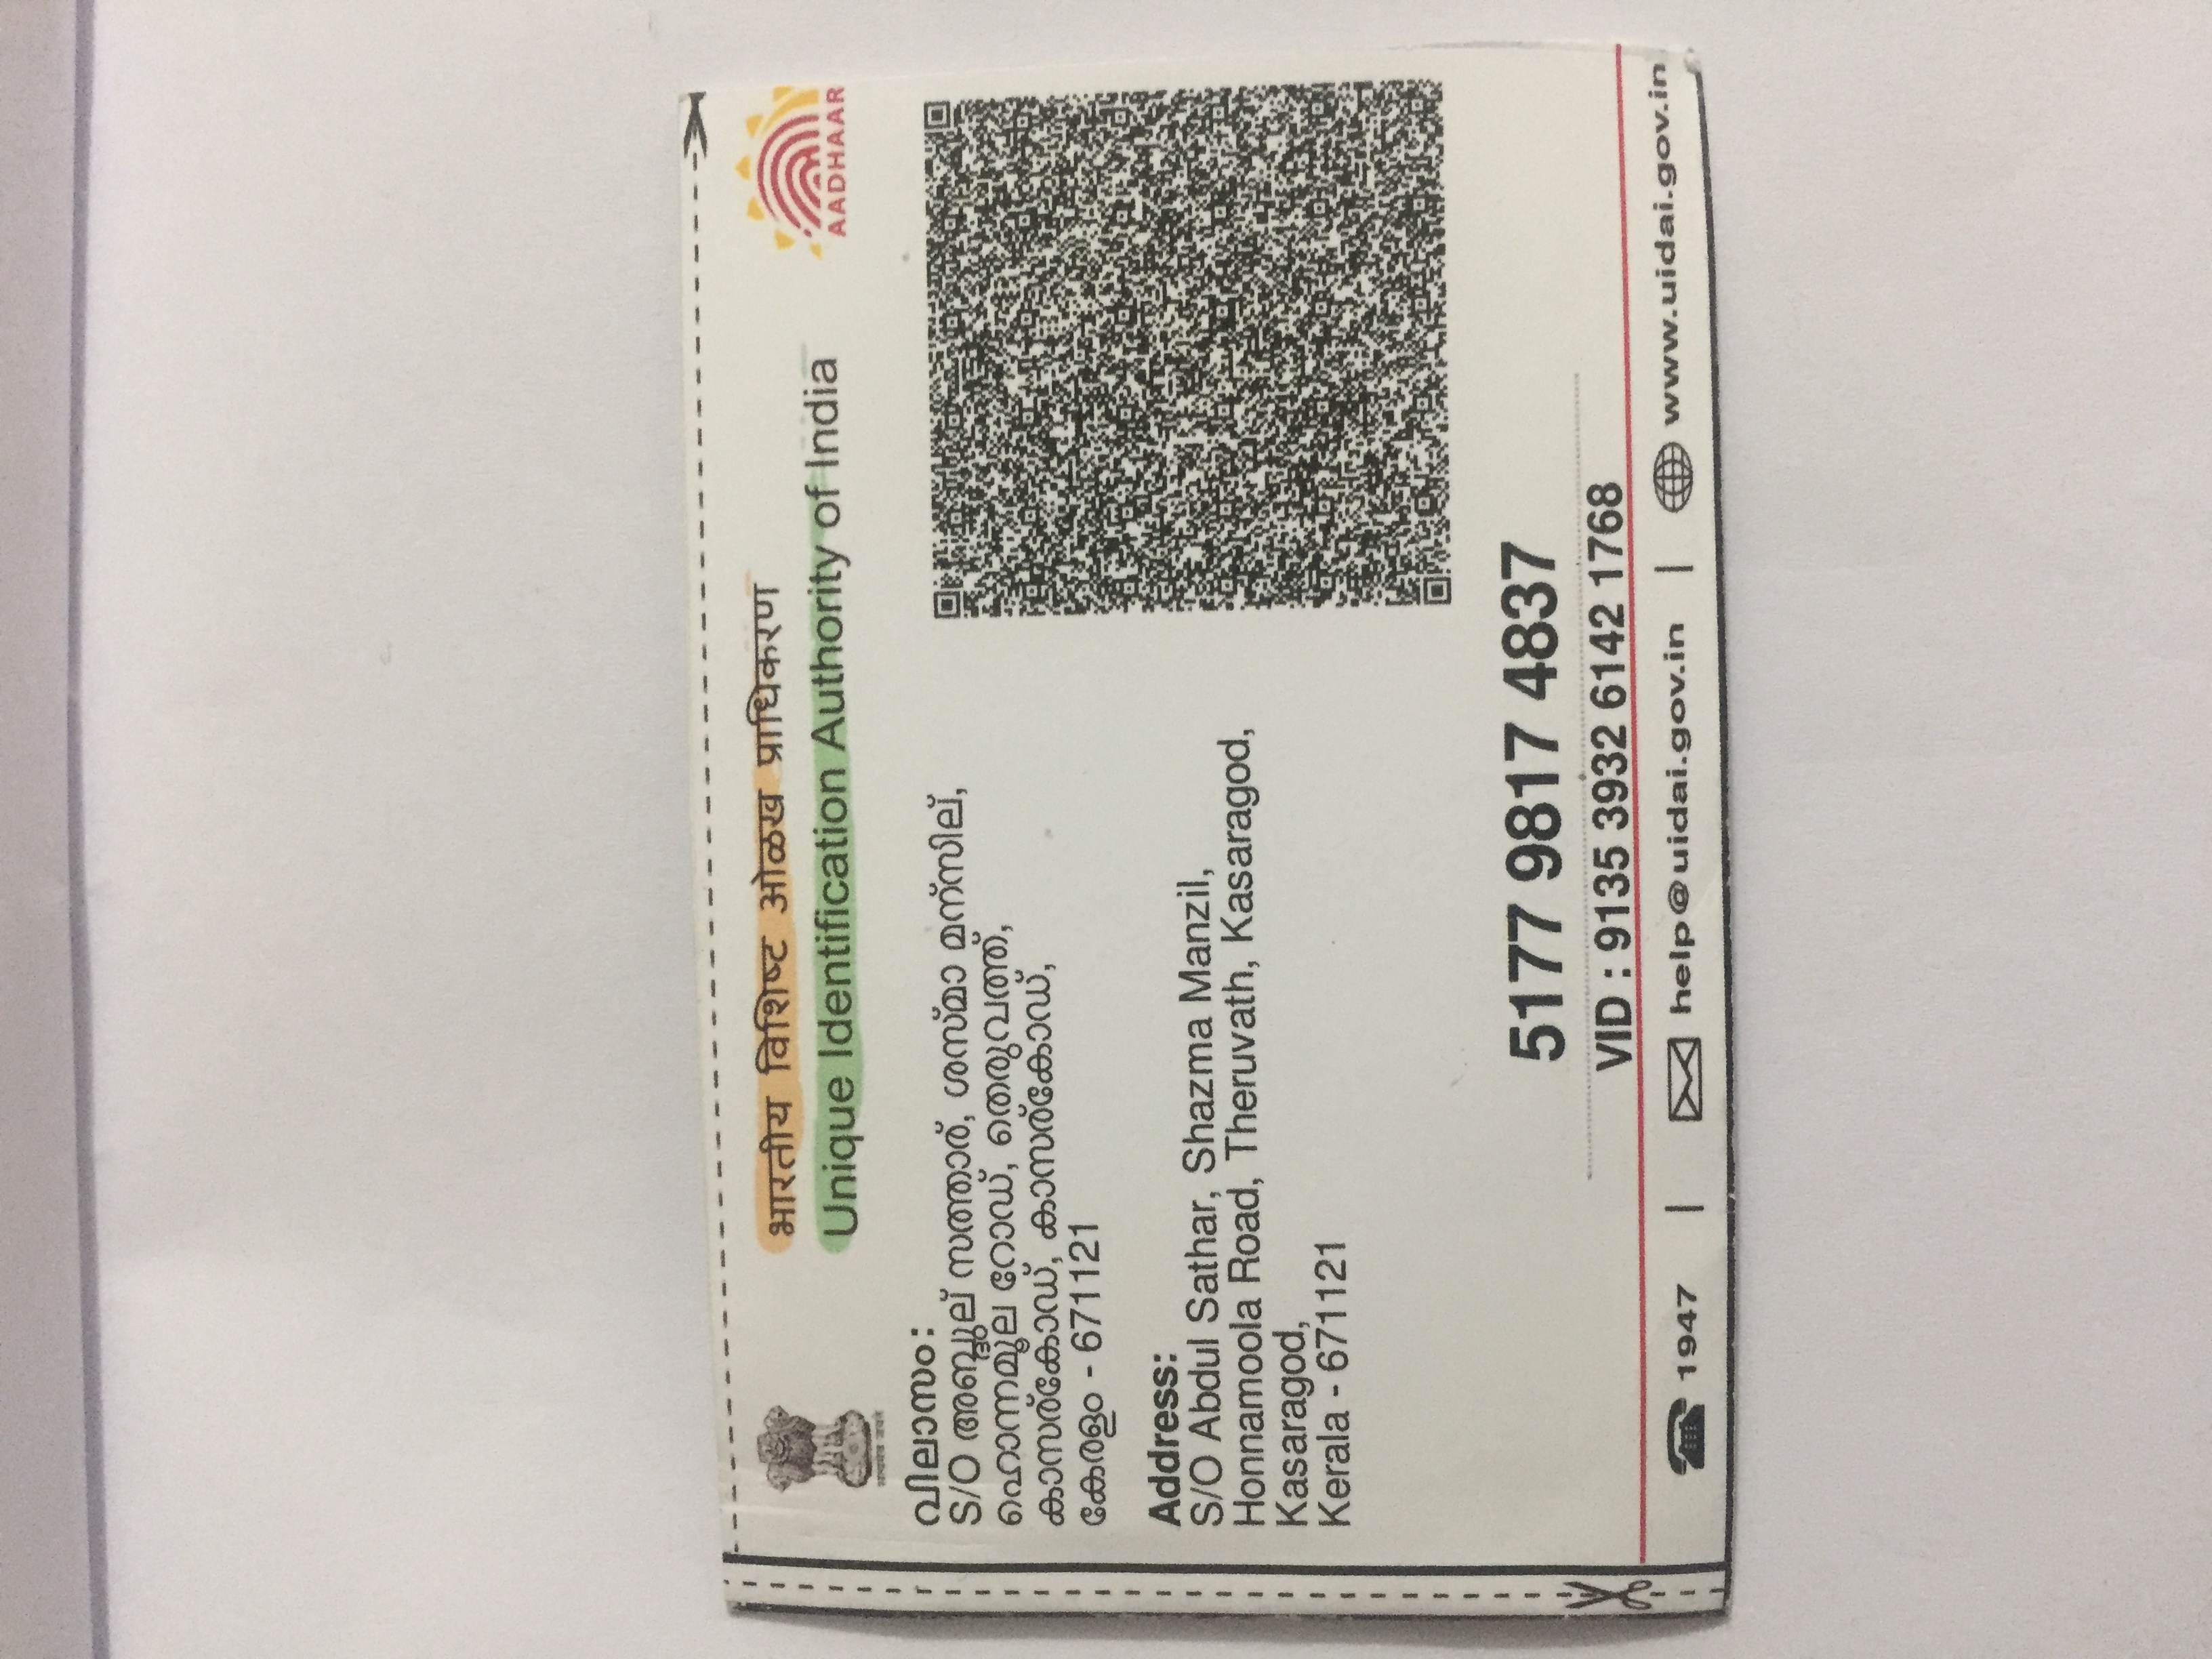 भारतीय विशिष्ट ओळख प्राधिकरण
Unique Identification Authority of India
AADHAAR
सत्यमेव जयते
വിലാസം:
S/O അബ്ദുല് സത്താര്, ശസ്മാ മന്സില്,
ഹൊന്നമൂല റോഡ്, തെരുവത്ത്,
കാസര്കോഡ്, കാസര്കോഡ്,
കേരളം - 671121
Address:
S/O Abdul Sathar, Shazma Manzil,
Honnamoola Road, Theruvath, Kasaragod,
Kasaragod,
Kerala - 671121
5177 9817 4837
VID : 9135 3932 6142 1768
1947 | help@uidai.gov.in | www.uidai.gov.in